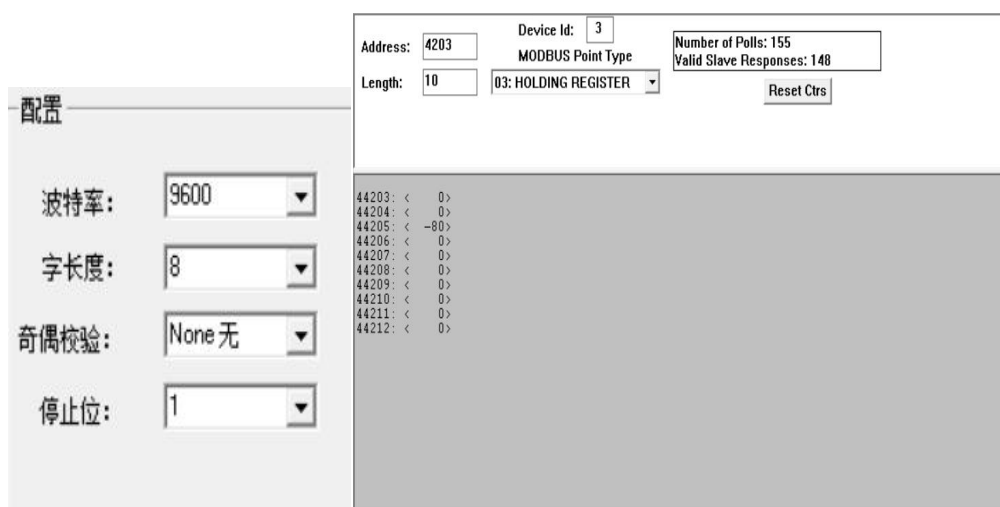 配置
波特率: 9600
字长度: 8
奇偶校验: None 无
停止位: 1
Address: 4203
Device Id: 3
MODBUS Point Type
Length: 10
03: HOLDING REGISTER
Number of Polls: 155
Valid Slave Responses: 148
Reset Ctrs
44203: < 0>
44204: < 0>
44205: < -80>
44206: < 0>
44207: < 0>
44208: < 0>
44209: < 0>
44210: < 0>
44211: < 0>
44212: < 0>